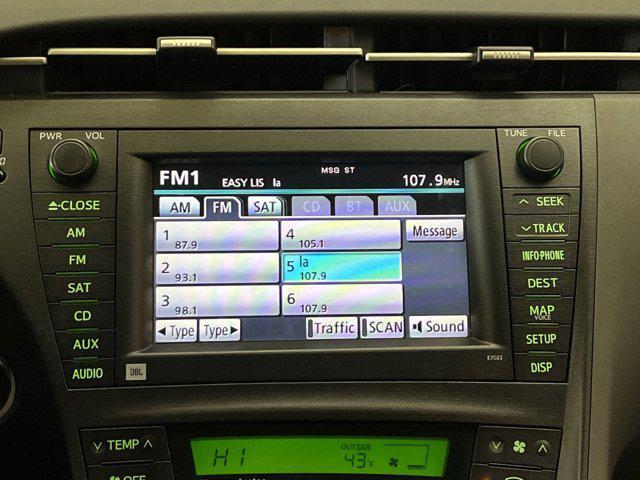 PWR VOL
TUNE FILE
MSG ST
FM1 EASY LIS la 107.9MHz
AM FM SAT CD BT AUX
1 87.9
4 105.1
Message
2 93.1
5 la 107.9
3 98.1
6 107.9
◀Type Type▶ Traffic SCAN Sound
JBL
E7022
CLOSE
AM
FM
SAT
CD
AUX
AUDIO
SEEK
TRACK
INFO·PHONE
DEST
MAP
VOICE
SETUP
DISP
TEMP
OFF
HI
OUTSIDE
43°F